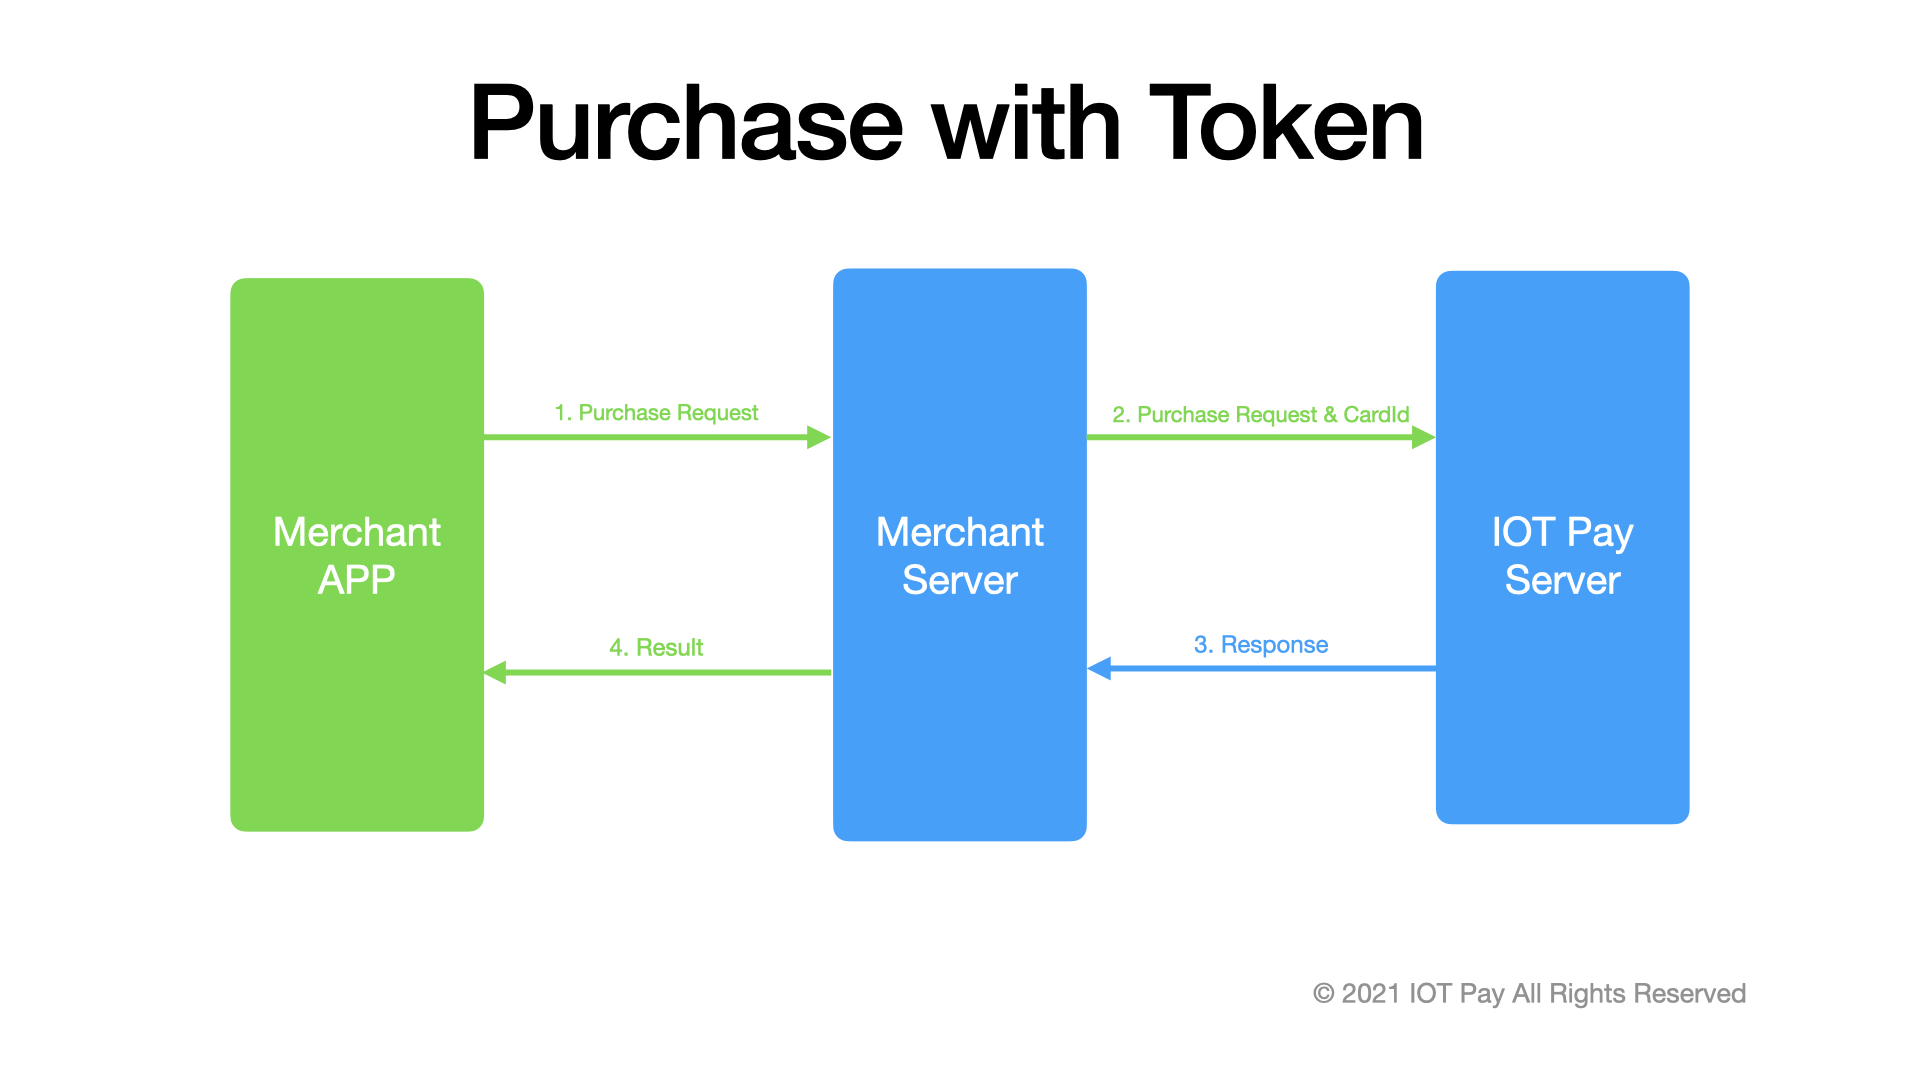 Purchase with Token
1. Purchase Request
2. Purchase Request & CardId
Merchant
APP
Merchant
Server
IOT Pay
Server
4. Result
3. Response
© 2021 IOT Pay All Rights Reserved